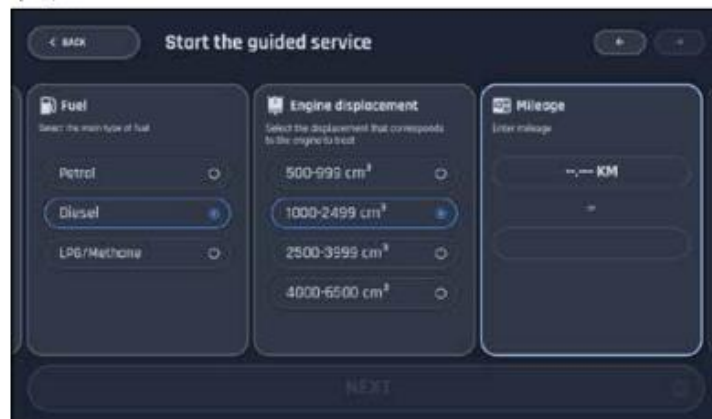 < BACK
Start the guided service
Fuel
Select the main type of fuel
Petrol
Diesel
LPG/Methane
Engine displacement
Select the displacement that corresponds
to the engine to treat
500-999 cm³
1000-2499 cm³
2500-3999 cm³
4000-6500 cm³
Mileage
Enter mileage
--.--- KM
NEXT